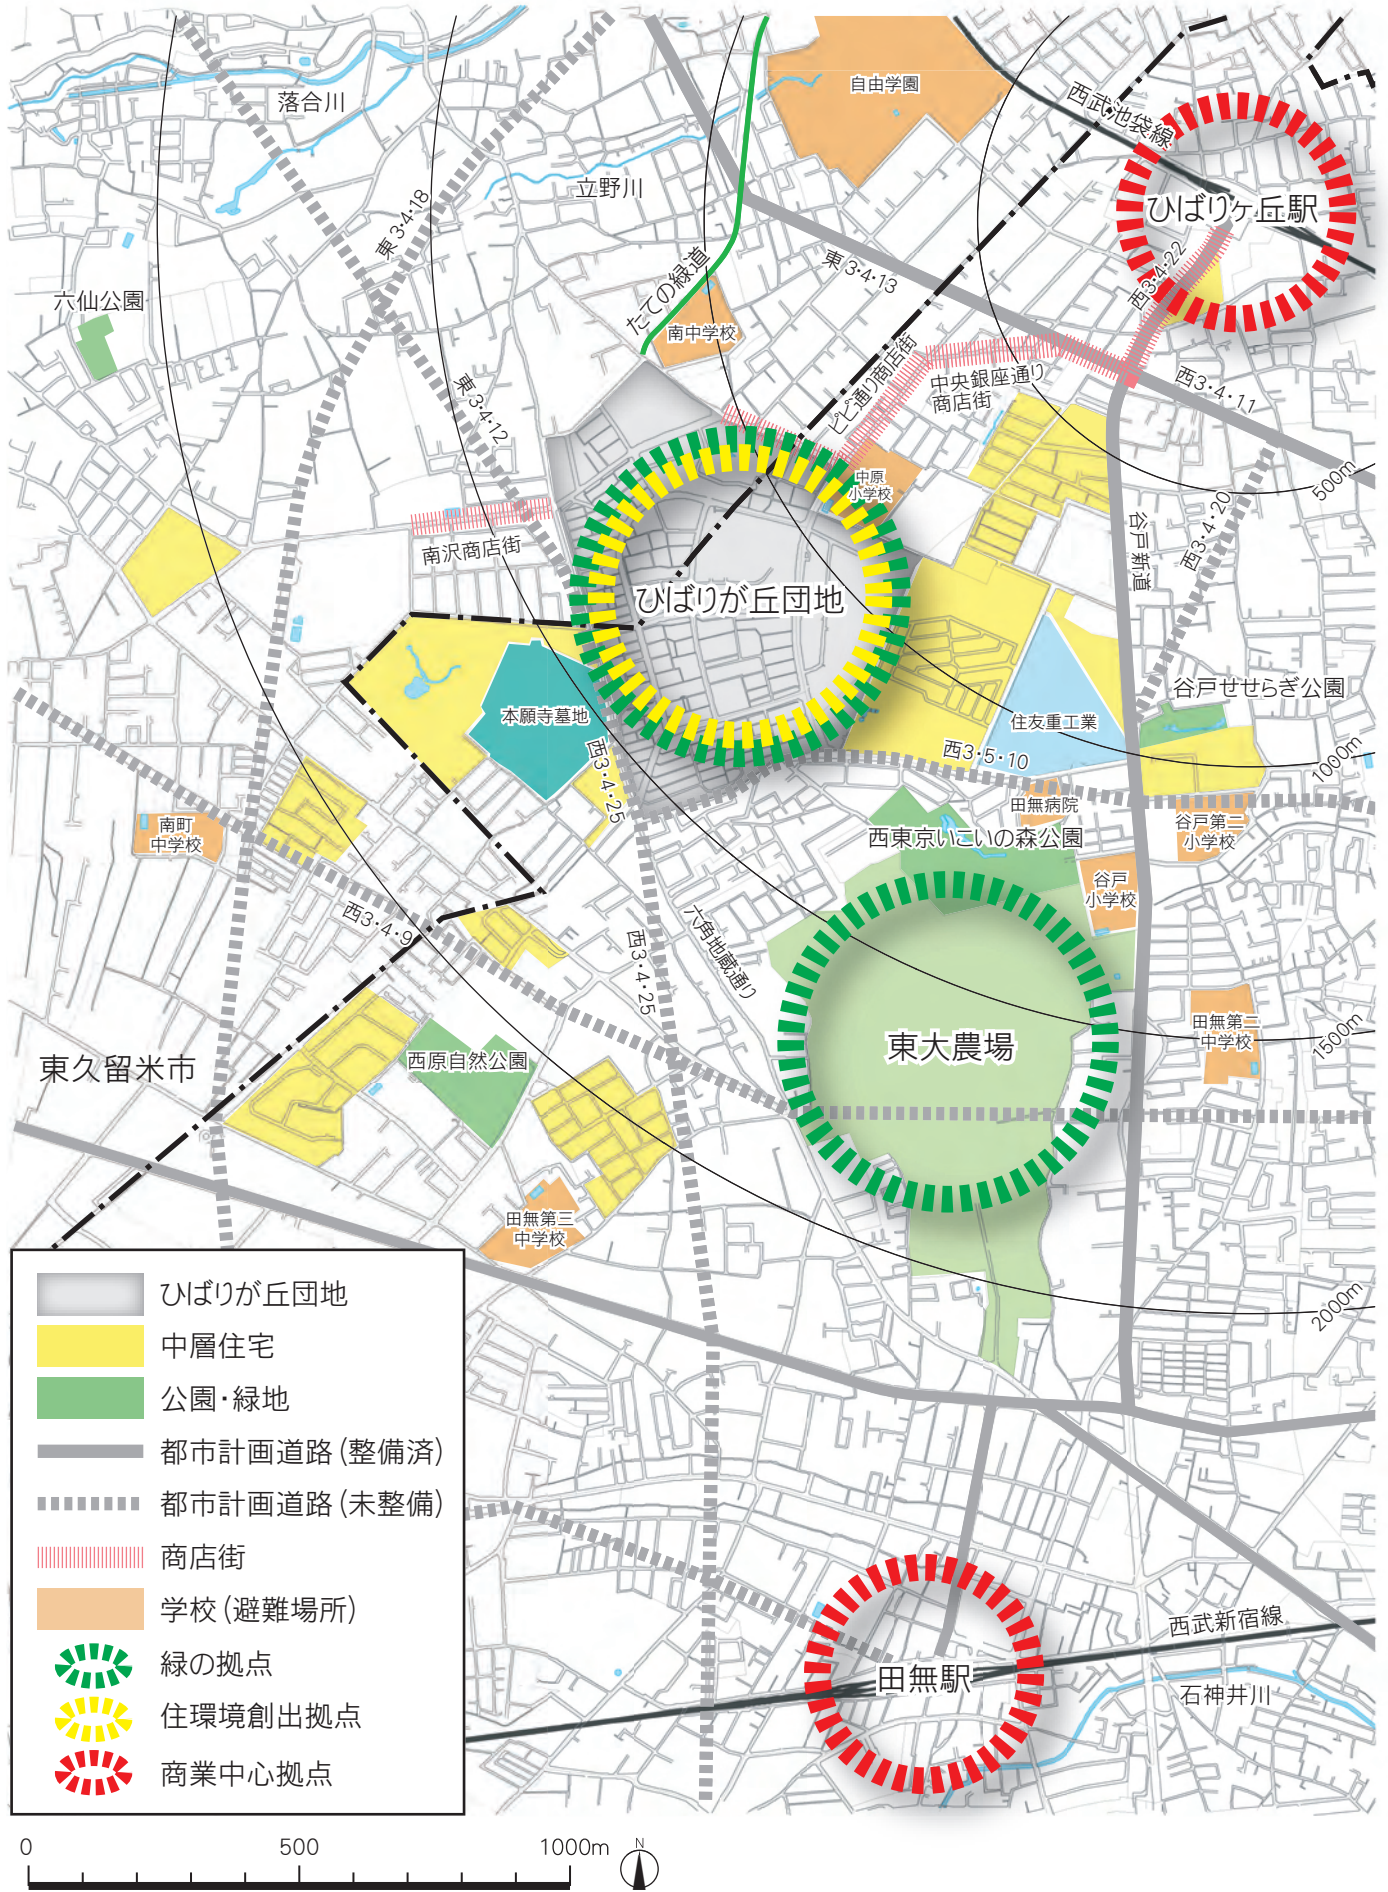 自由学園
落合川
西武池袋線
立野川
東3・4・18
ひばりヶ丘駅
西3・4・22
たての緑道
東3・4・13
六仙公園
南中学校
ピピ通り商店街
中央銀座通り
商店街
西3・4・11
東3・4・12
500m
中原
小学校
西3・4・20
南沢商店街
谷戸新道
ひばりが丘団地
谷戸せせらぎ公園
本願寺墓地
住友重工業
西3・5・10
西3・4・25
1000m
田無病院
南町
中学校
西東京いこいの森公園
谷戸第二
小学校
谷戸
小学校
西3・4・9
六角地蔵通り
西3・4・25
田無第二
中学校
1500m
東大農場
東久留米市
西原自然公園
田無第三
中学校
2000m
ひばりが丘団地
中層住宅
公園・緑地
都市計画道路(整備済)
都市計画道路(未整備)
商店街
学校(避難場所)
緑の拠点
住環境創出拠点
商業中心拠点
西武新宿線
田無駅
石神井川
0 500 1000m
N